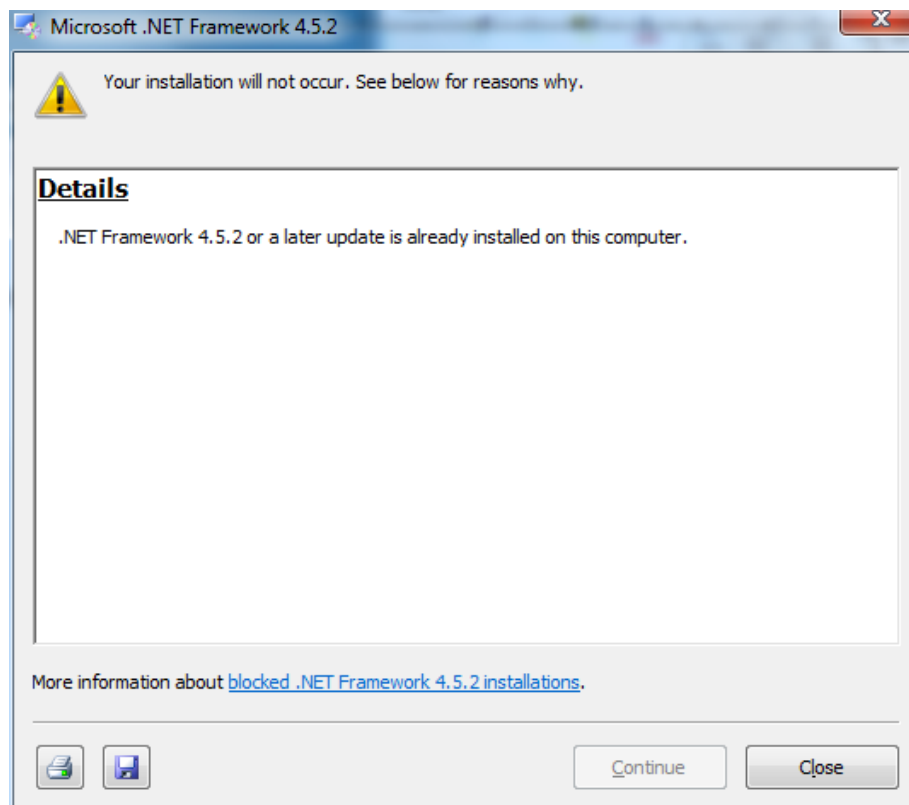 Microsoft .NET Framework 4.5.2
Your installation will not occur. See below for reasons why.
Details
.NET Framework 4.5.2 or a later update is already installed on this computer.
More information about blocked .NET Framework 4.5.2 installations.
Continue
Close